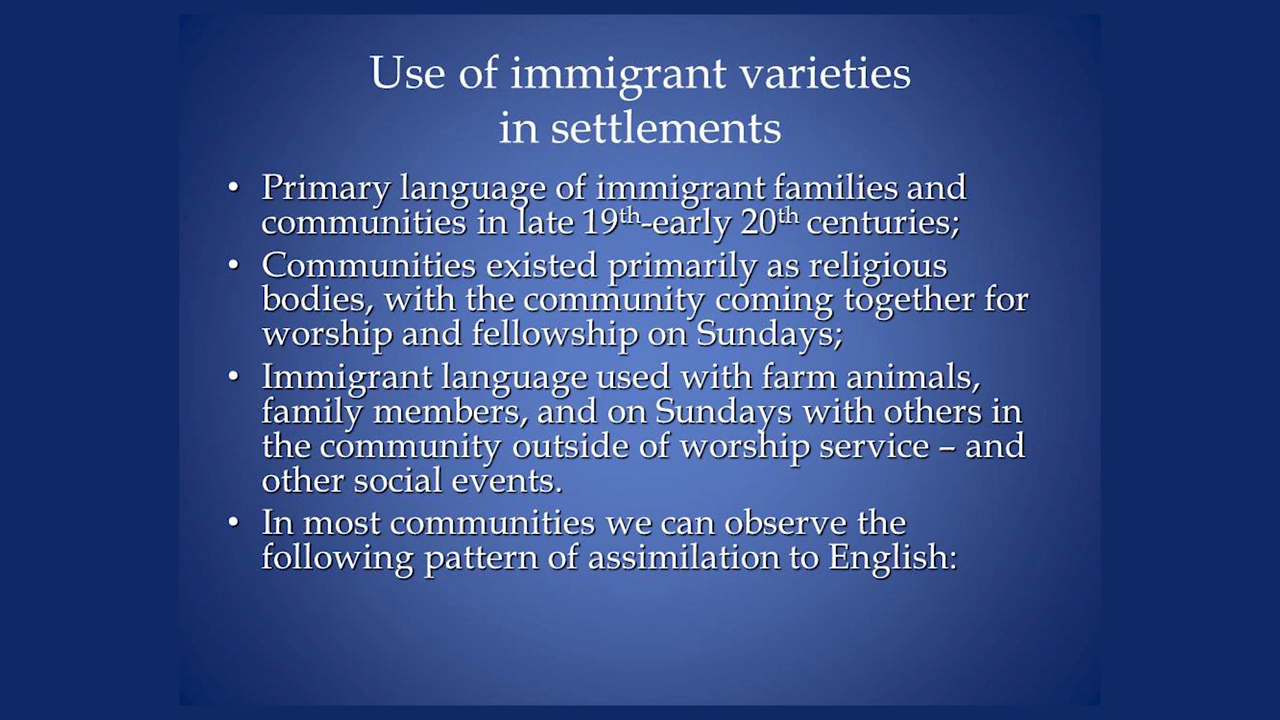 Use of immigrant varieties
in settlements
• Primary language of immigrant families and
communities in late 19th-early 20th centuries;
• Communities existed primarily as religious
bodies, with the community coming together for
worship and fellowship on Sundays;
• Immigrant language used with farm animals,
family members, and on Sundays with others in
the community outside of worship service – and
other social events.
• In most communities we can observe the
following pattern of assimilation to English: